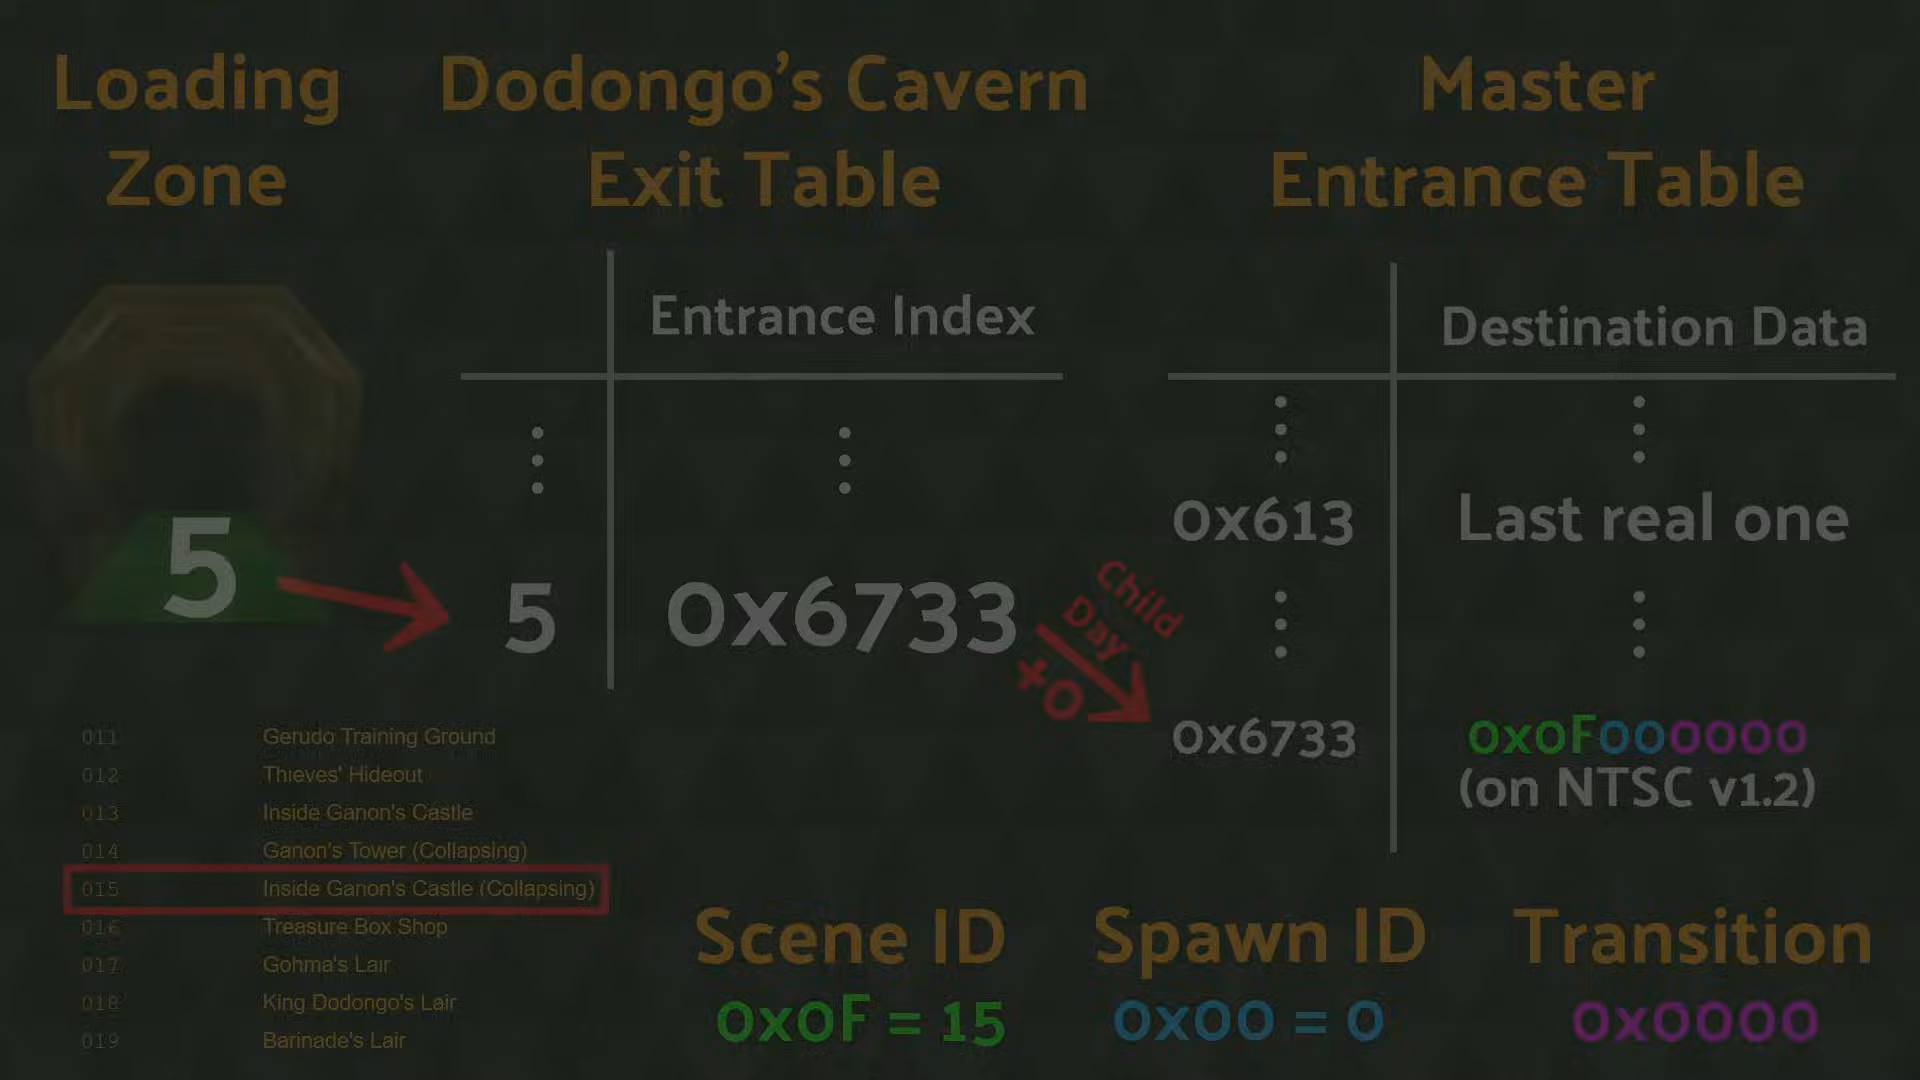 Loading
Zone
Dodongo's Cavern
Exit Table
Master
Entrance Table
Entrance Index
Destination Data
0x613
Last real one
5
5
0x6733
Child
Day
+0
0x6733
0x0F000000
(on NTSC v1.2)
011 Gerudo Training Ground
012 Thieves' Hideout
013 Inside Ganon's Castle
014 Ganon's Tower (Collapsing)
015 Inside Ganon's Castle (Collapsing)
016 Treasure Box Shop
017 Gohma's Lair
018 King Dodongo's Lair
019 Barinade's Lair
Scene ID
0x0F = 15
Spawn ID
0x00 = 0
Transition
0x0000